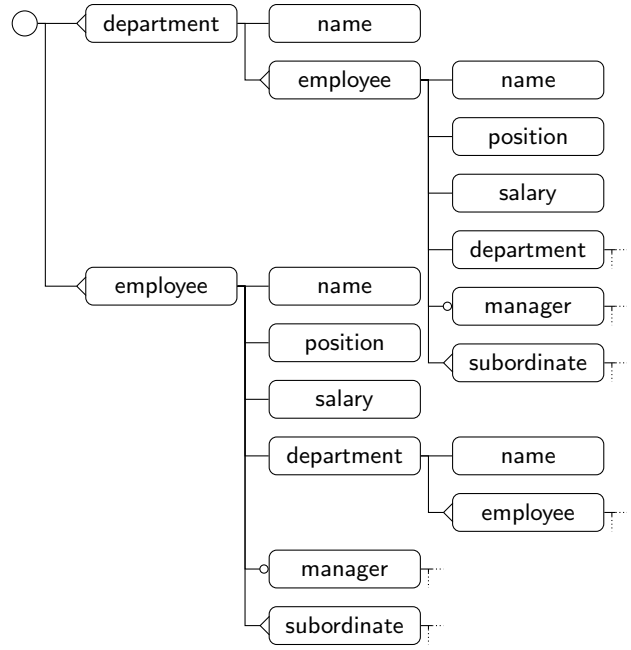 department
name
employee
name
position
salary
department
manager
subordinate
employee
name
position
salary
department
name
employee
manager
subordinate